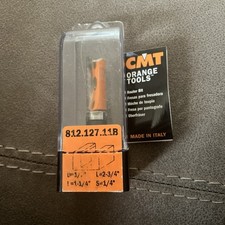 CMT
ORANGE
TOOLS
Router Bit
Fresas para fresadora
Mèche de toupie
Fresa per pantografo
Oberfräser
MADE IN ITALY
812.127.11B
L=2-3/4"
S=1/4"